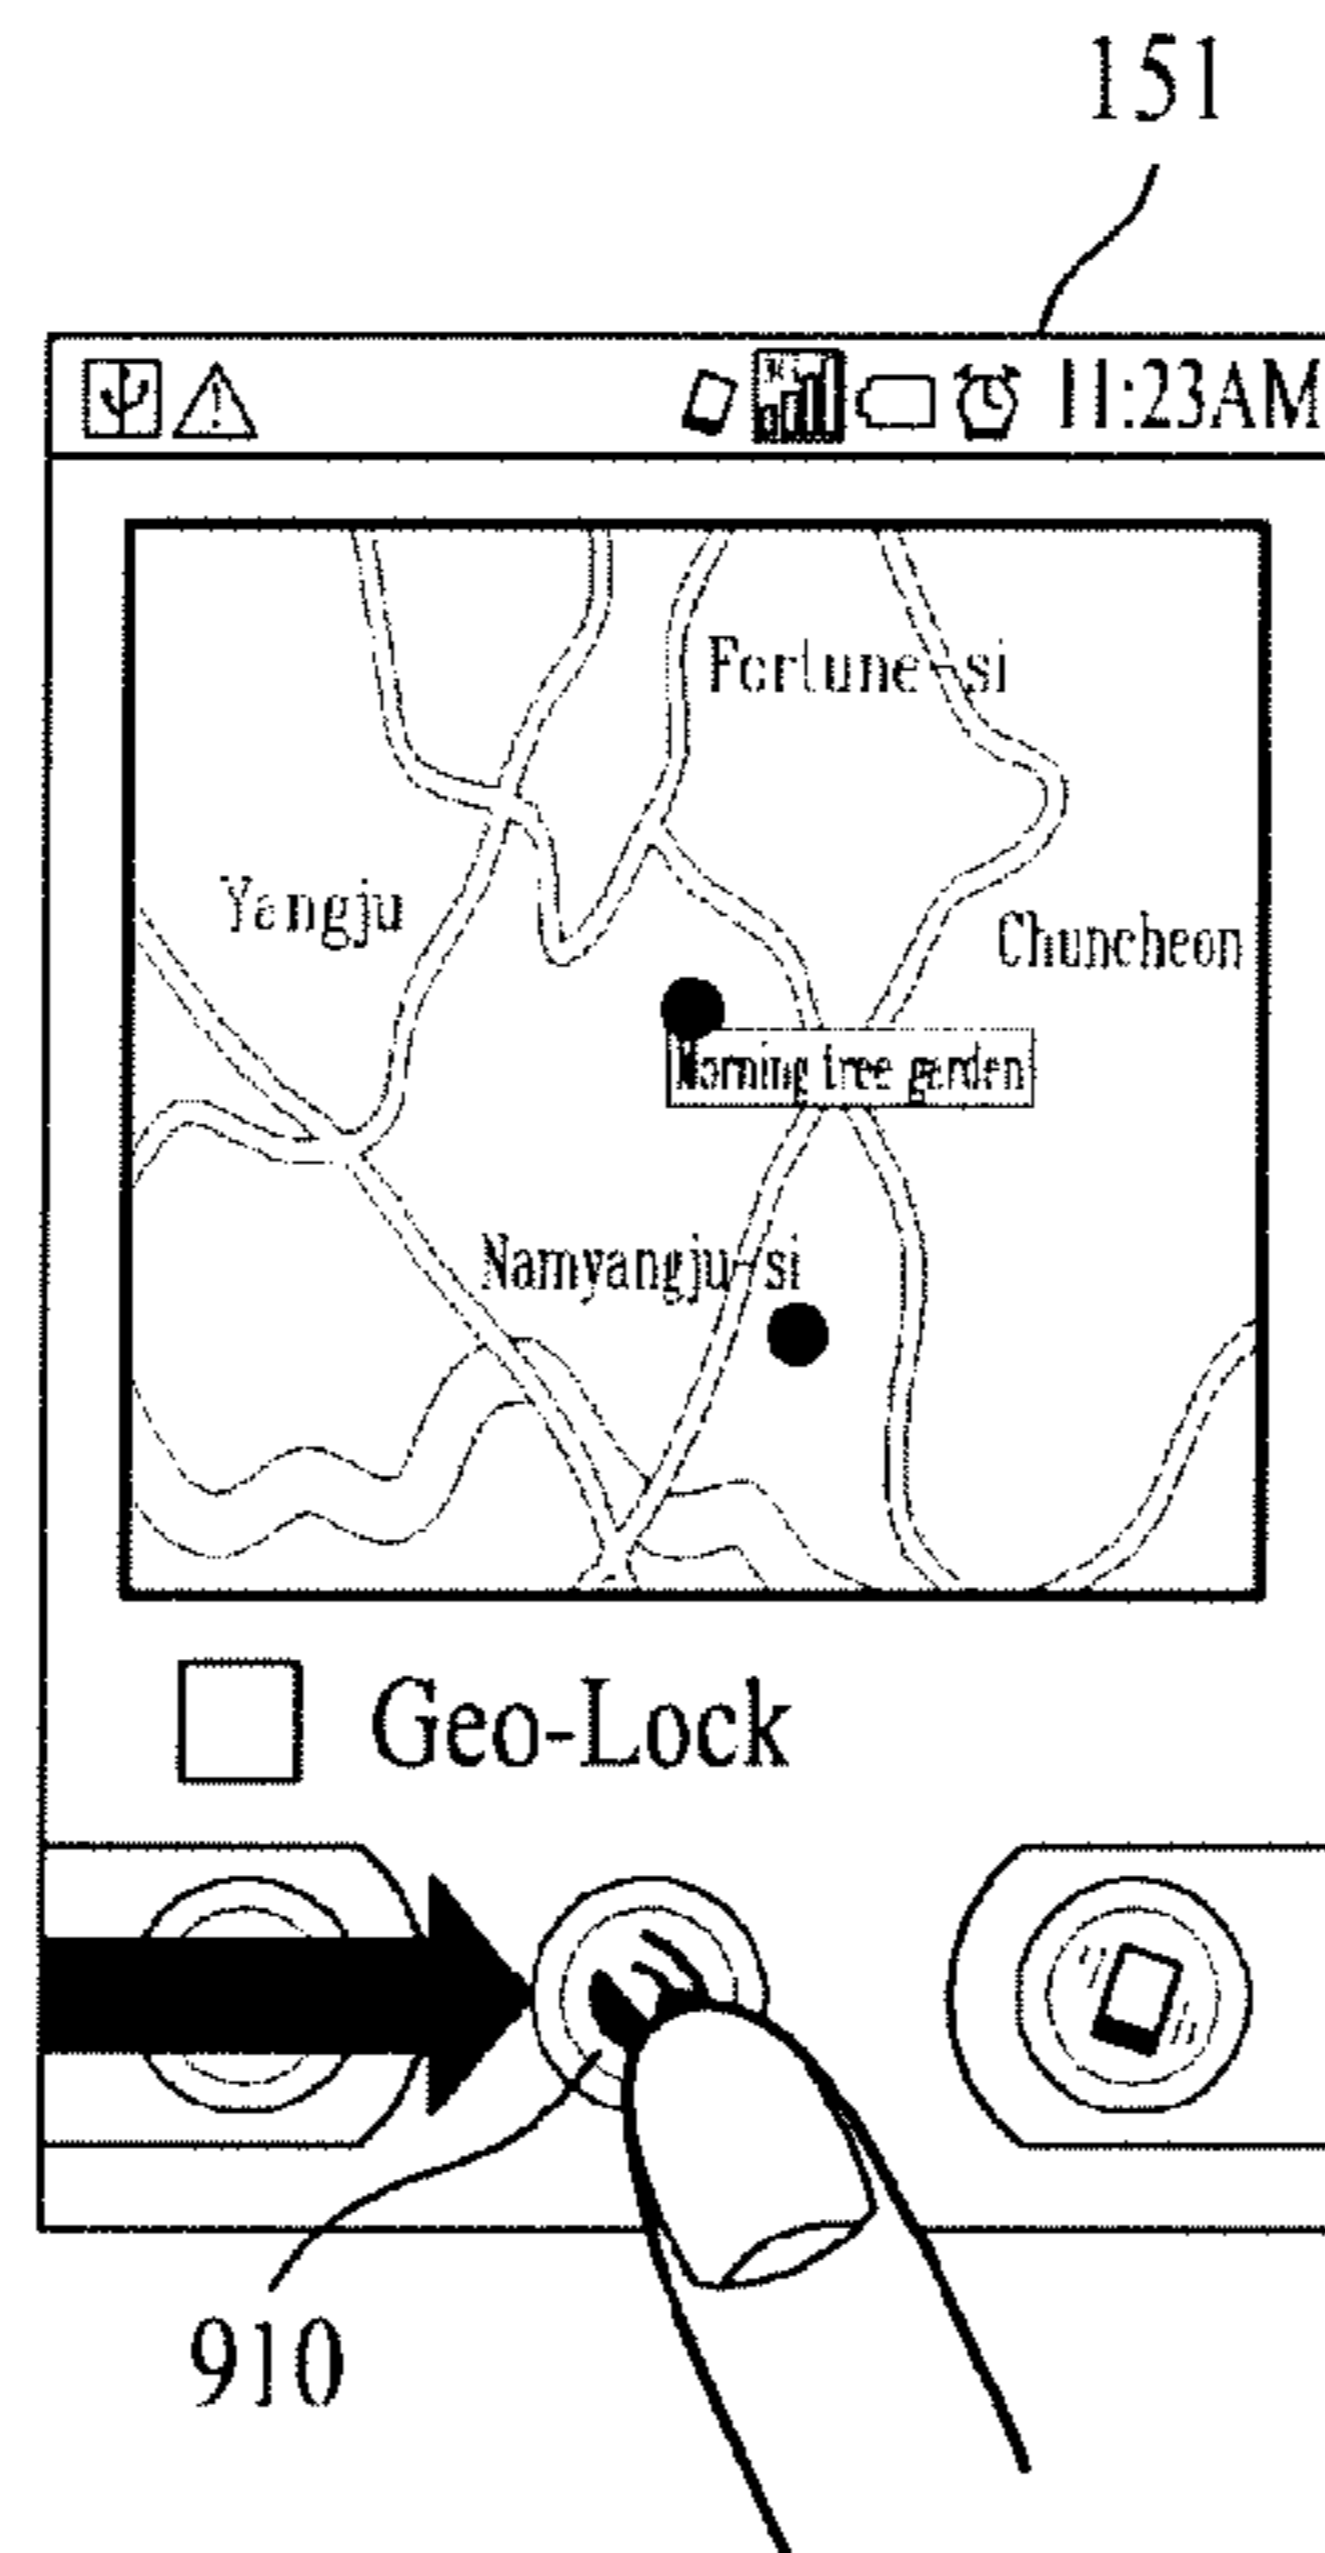 151
11:23AM
Fortune-si
Yangju
Chuncheon
Morning tree garden
Namyangju-si
Geo-Lock
910